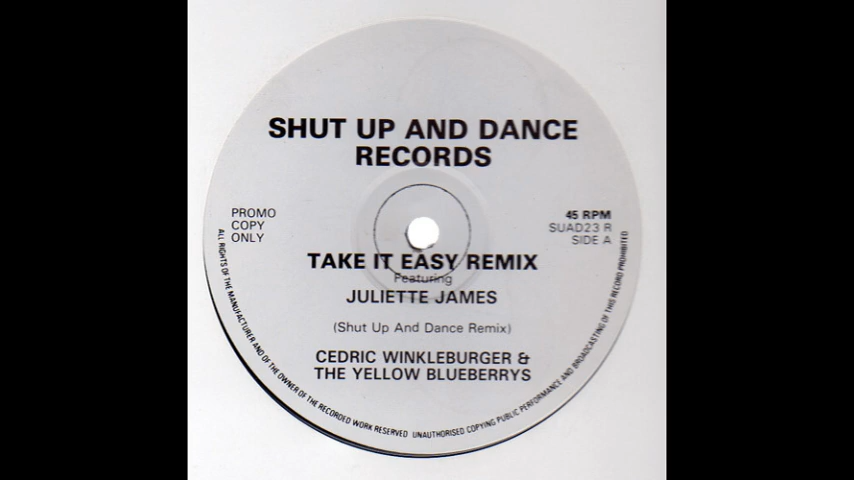 SHUT UP AND DANCE
RECORDS
PROMO
COPY
ONLY
45 RPM
SUAD23 R
SIDE A
TAKE IT EASY REMIX
Featuring
JULIETTE JAMES
(Shut Up And Dance Remix)
CEDRIC WINKLEBURGER &
THE YELLOW BLUEBERRYS
ALL RIGHTS OF THE MANUFACTURER AND OF THE OWNER OF THE RECORDED WORK RESERVED UNAUTHORISED COPYING PUBLIC PERFORMANCE AND BROADCASTING OF THIS RECORD PROHIBITED